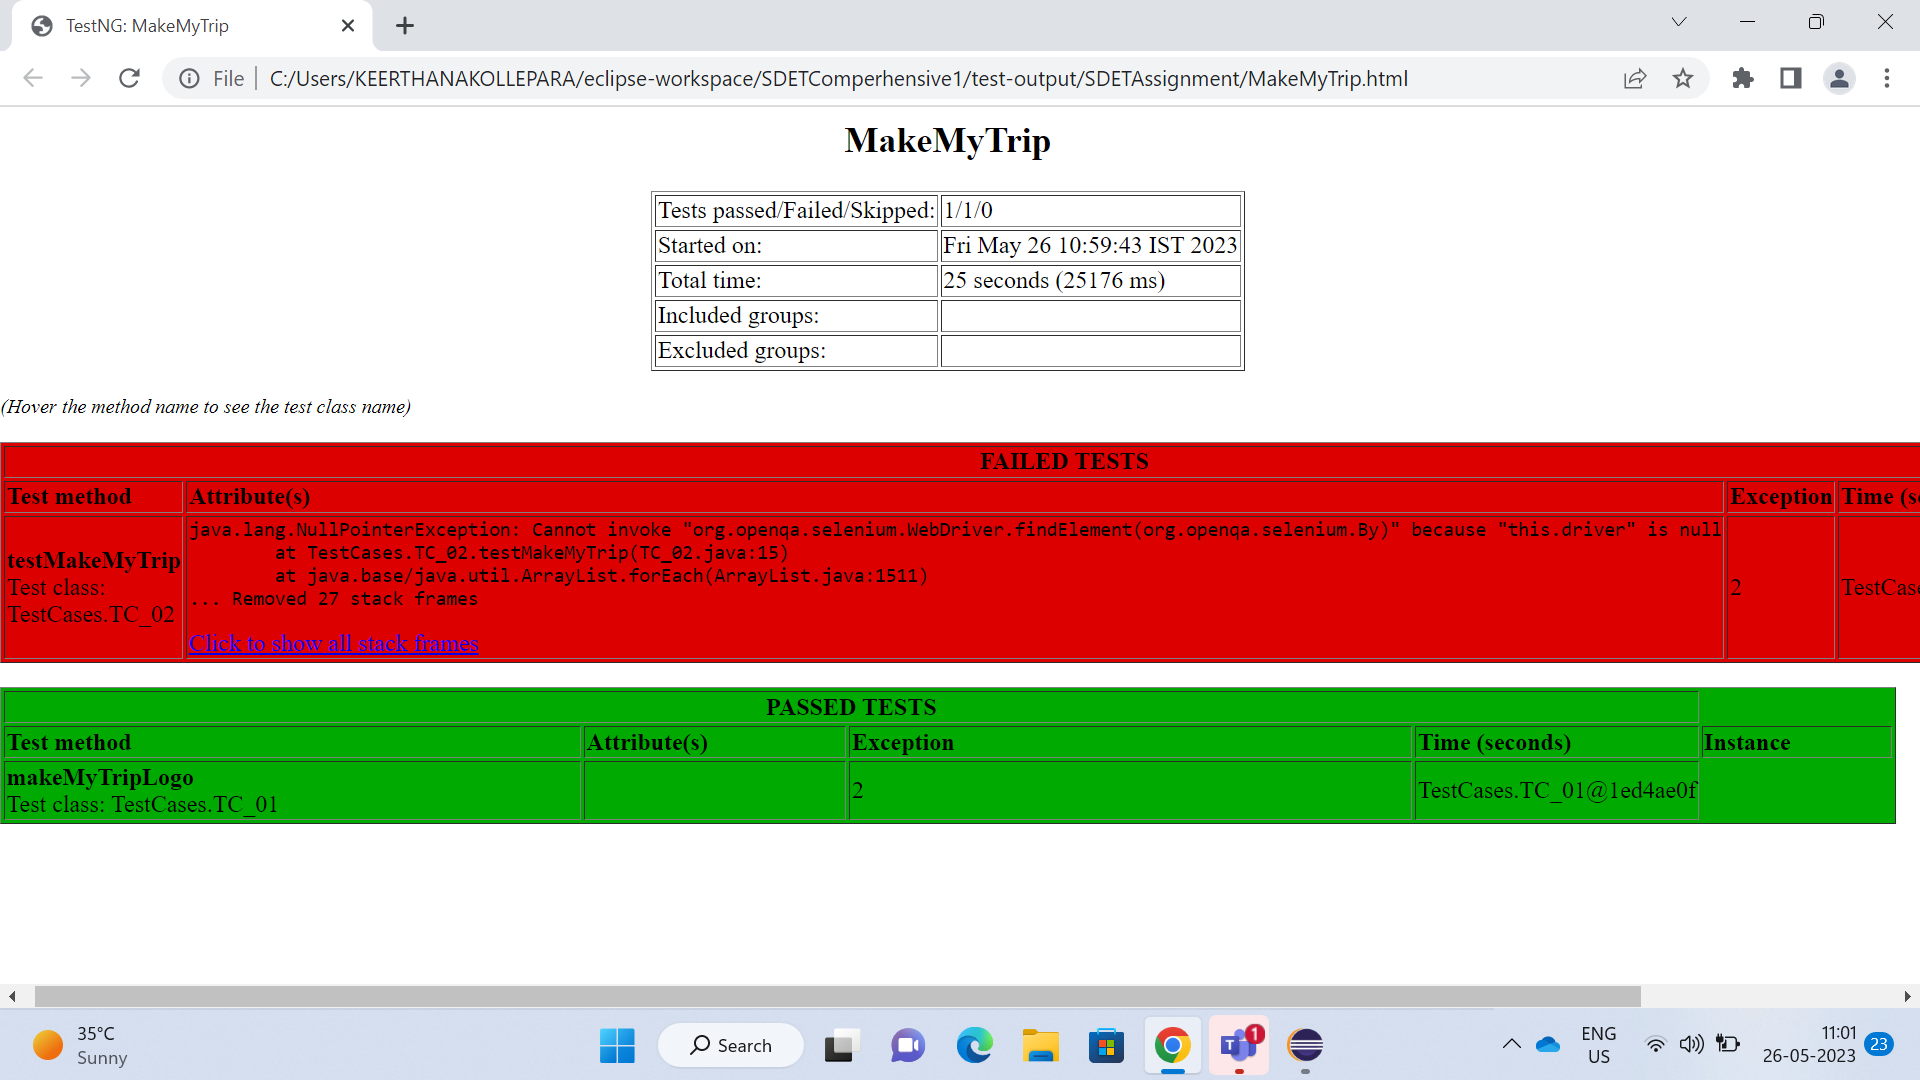 TestNG: MakeMyTrip
File C:/Users/KEERTHANAKOLLEPARA/eclipse-workspace/SDETComperhensive1/test-output/SDETAssignment/MakeMyTrip.html
MakeMyTrip
Tests passed/Failed/Skipped: 1/1/0
Started on: Fri May 26 10:59:43 IST 2023
Total time: 25 seconds (25176 ms)
Included groups:
Excluded groups:
(Hover the method name to see the test class name)
FAILED TESTS
Test method Attribute(s) Exception Time (s
testMakeMyTrip
Test class:
TestCases.TC_02
java.lang.NullPointerException: Cannot invoke "org.openqa.selenium.WebDriver.findElement(org.openqa.selenium.By)" because "this.driver" is null
at TestCases.TC_02.testMakeMyTrip(TC_02.java:15)
at java.base/java.util.ArrayList.forEach(ArrayList.java:1511)
... Removed 27 stack frames
Click to show all stack frames
2
TestCase
PASSED TESTS
Test method Attribute(s) Exception Time (seconds) Instance
makeMyTripLogo
Test class: TestCases.TC_01
2
TestCases.TC_01@1ed4ae0f
35°C
Sunny
Search
T
1
ENG
US
11:01
26-05-2023
23